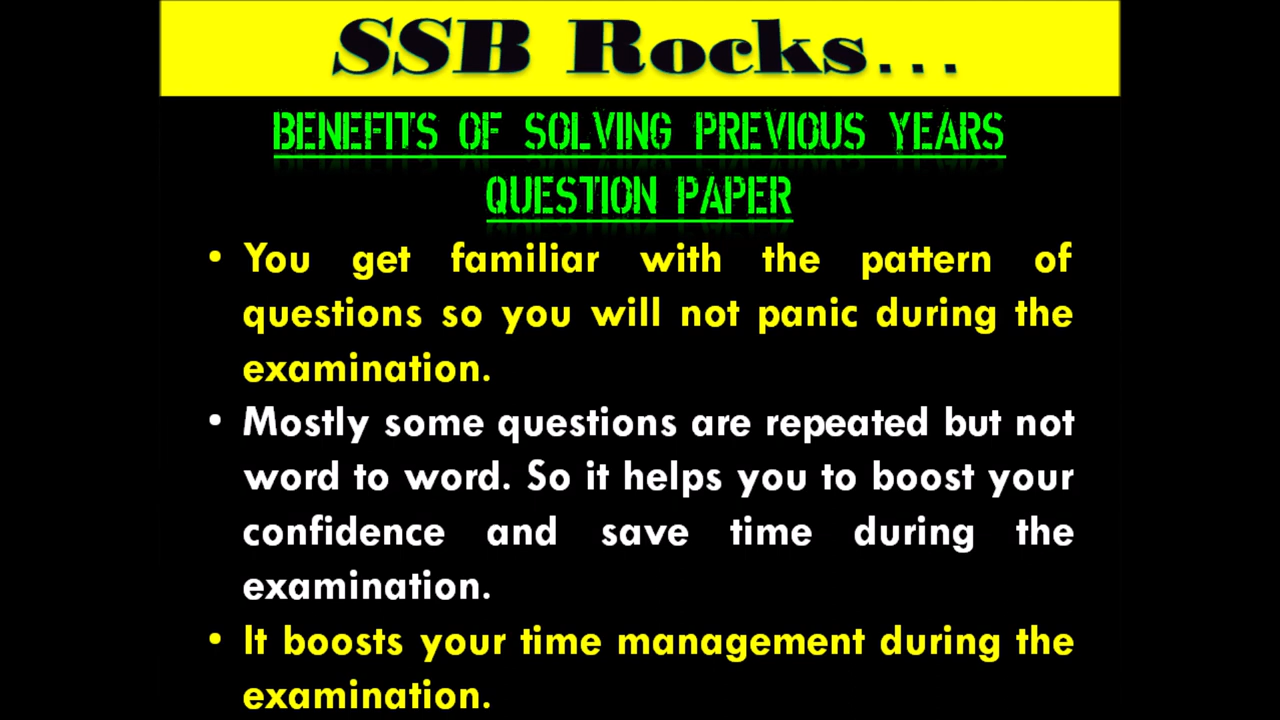 SSB Rocks...
BENEFITS OF SOLVING PREVIOUS YEARS
QUESTION PAPER
• You get familiar with the pattern of
questions so you will not panic during the
examination.
• Mostly some questions are repeated but not
word to word. So it helps you to boost your
confidence and save time during the
examination.
• It boosts your time management during the
examination.